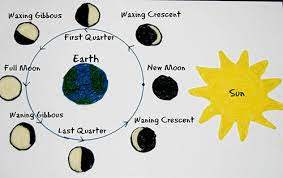 Waxing Gibbous
Waxing Crescent
First Quarter
Earth
Full Moon
New Moon
Sun
Waning Gibbous
Waning Crescent
Last Quarter